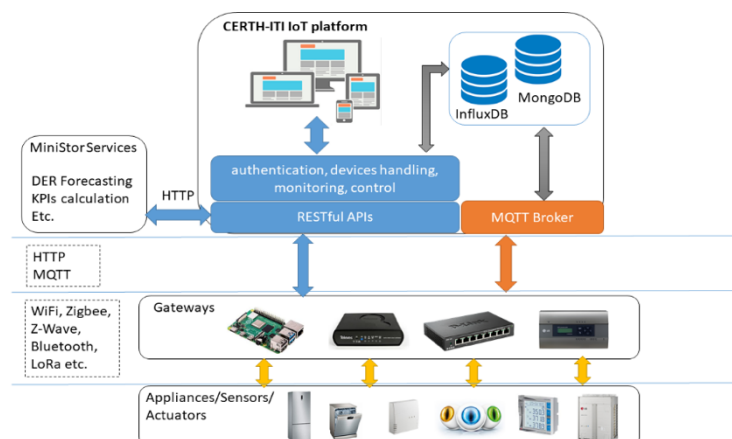 CERTH-ITI IoT platform
MongoDB
InfluxDB
MiniStor Services
DER Forecasting
KPIs calculation
Etc.
HTTP
authentication, devices handling,
monitoring, control
RESTful APIs
MQTT Broker
HTTP
MQTT
WiFi, Zigbee,
Z-Wave,
Bluetooth,
LoRa etc.
Gateways
Appliances/Sensors/
Actuators